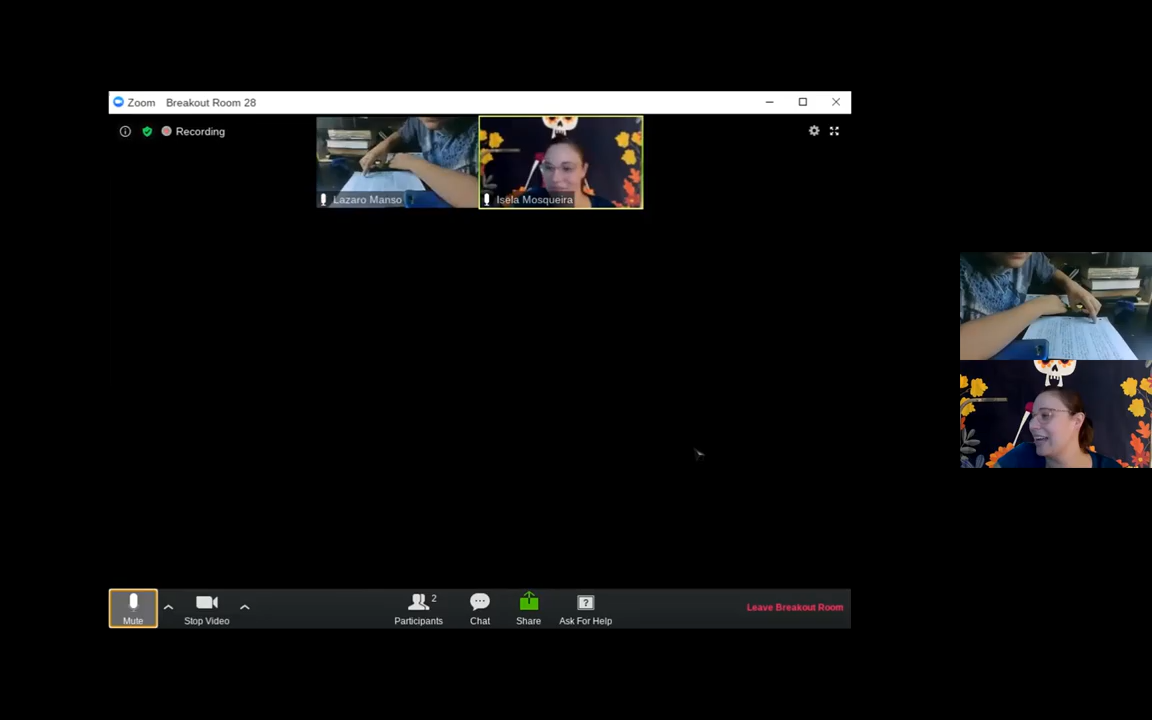 Zoom Breakout Room 28
Recording
Lazaro Manso
Isela Mosqueira
2
Mute
Stop Video
Participants
Chat
Share
Ask For Help
Leave Breakout Room